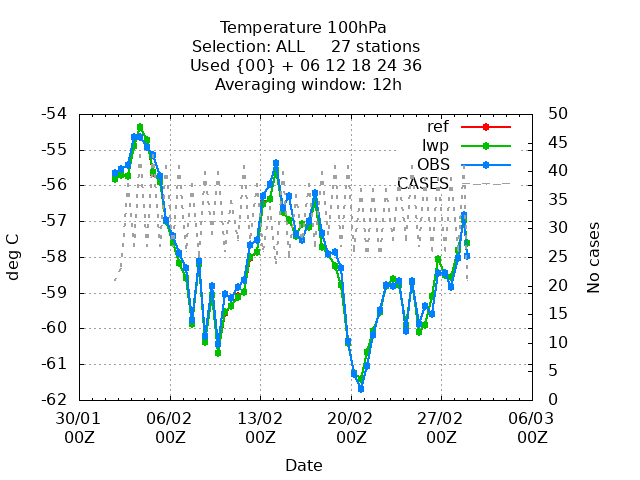 Temperature 100hPa
Selection: ALL 27 stations
Used {00} + 06 12 18 24 36
Averaging window: 12h
-54
-55
-56
-57
-58
-59
-60
-61
-62
deg C
50
45
40
35
30
25
20
15
10
5
0
No cases
ref
lwp
OBS
CASES
30/01 06/02 13/02 20/02 27/02 06/03
00Z 00Z 00Z 00Z 00Z 00Z
Date